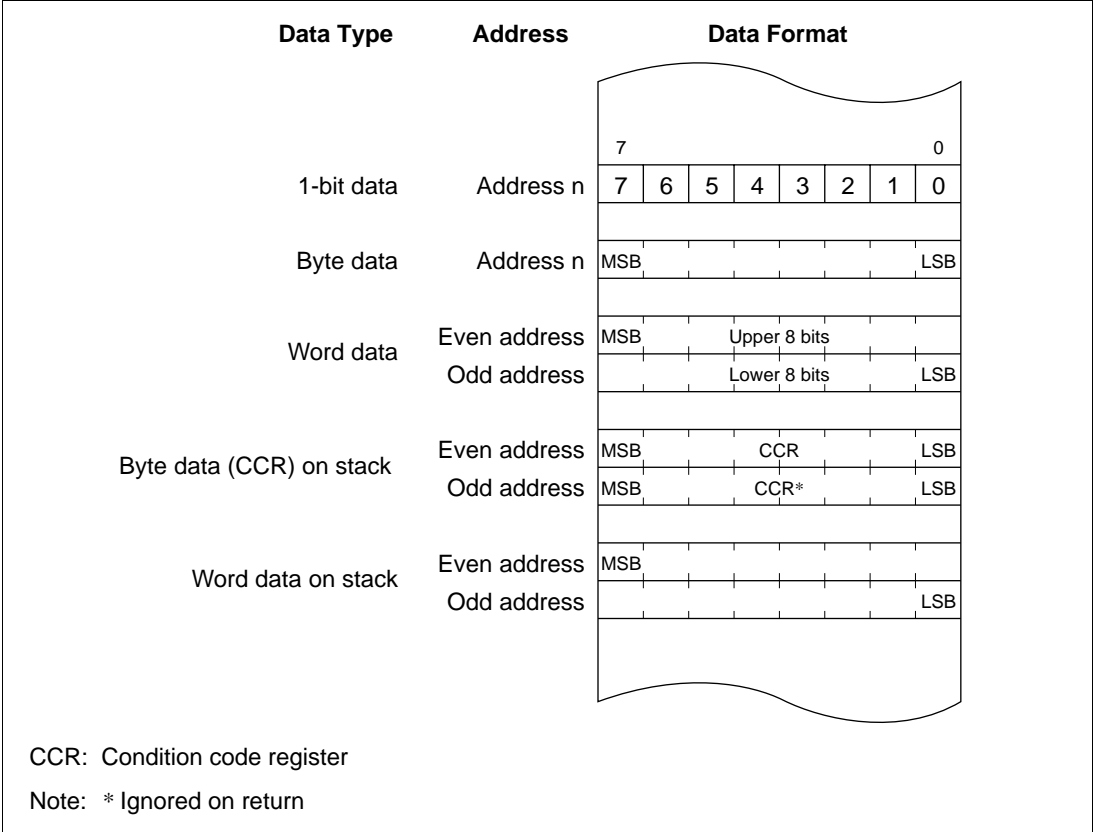 Data Type Address Data Format
7 0
1-bit data Address n 7 6 5 4 3 2 1 0
Byte data Address n MSB LSB
Word data
Even address MSB Upper 8 bits
Odd address Lower 8 bits LSB
Byte data (CCR) on stack
Even address MSB CCR LSB
Odd address MSB CCR* LSB
Word data on stack
Even address MSB
Odd address LSB
CCR: Condition code register
Note: * Ignored on return